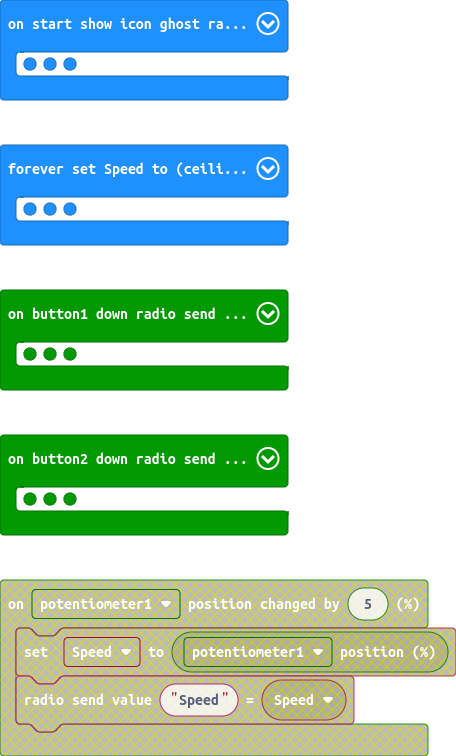 on start show icon ghost ra...
forever set Speed to (ceili...
on button1 down radio send ...
on button2 down radio send ...
on potentiometer1 position changed by 5 (%)
set Speed to potentiometer1 position (%)
radio send value "Speed" = Speed